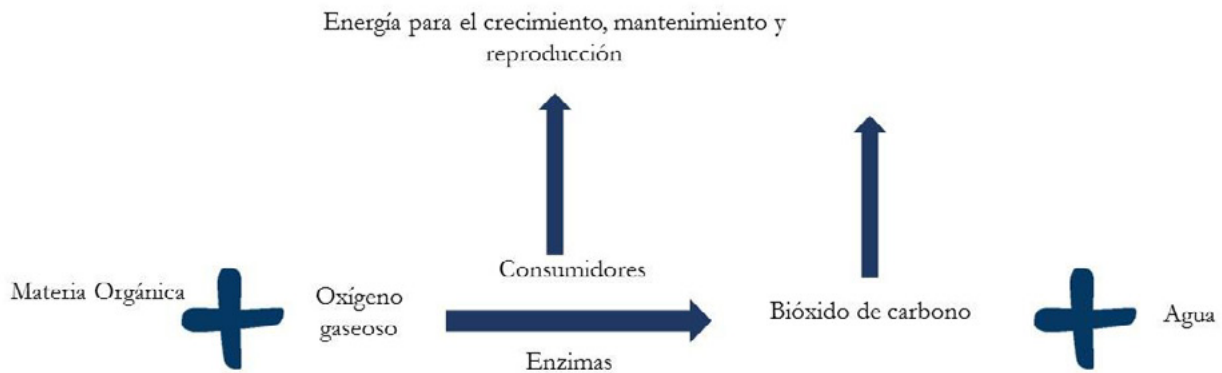 Energía para el crecimiento, mantenimiento y
reproducción
Consumidores
Materia Orgánica
Oxígeno
gaseoso
Bióxido de carbono
Agua
Enzimas